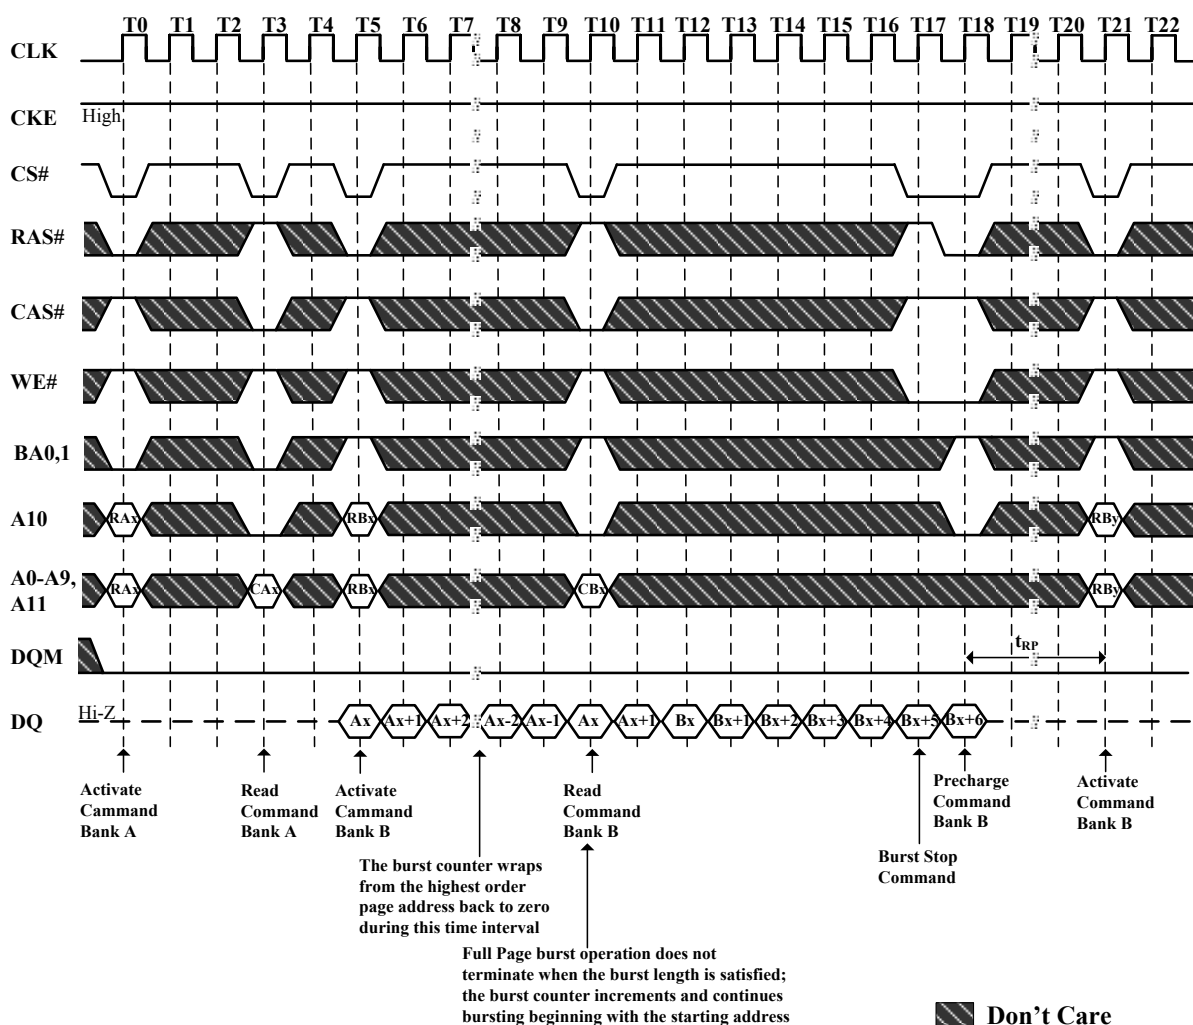 T0 T1 T2 T3 T4 T5 T6 T7 T8 T9 T10 T11 T12 T13 T14 T15 T16 T17 T18 T19 T20 T21 T22
CLK
CKE High
CS#
RAS#
CAS#
WE#
BA0,1
A10 RAx RBx RBy
A0-A9,
A11 RAx CAx RBx CBx RBy
DQM tRP
DQ Hi-Z Ax Ax+1 Ax+2 Ax-2 Ax-1 Ax Ax+1 Bx Bx+1 Bx+2 Bx+3 Bx+4 Bx+5 Bx+6
Activate
Cammand
Bank A
Read
Command
Bank A
Activate
Cammand
Bank B
Read
Command
Bank B
Precharge
Command
Bank B
Activate
Command
Bank B
Burst Stop
Command
The burst counter wraps
from the highest order
page address back to zero
during this time interval
Full Page burst operation does not
terminate when the burst length is satisfied;
the burst counter increments and continues
bursting beginning with the starting address
Don't Care